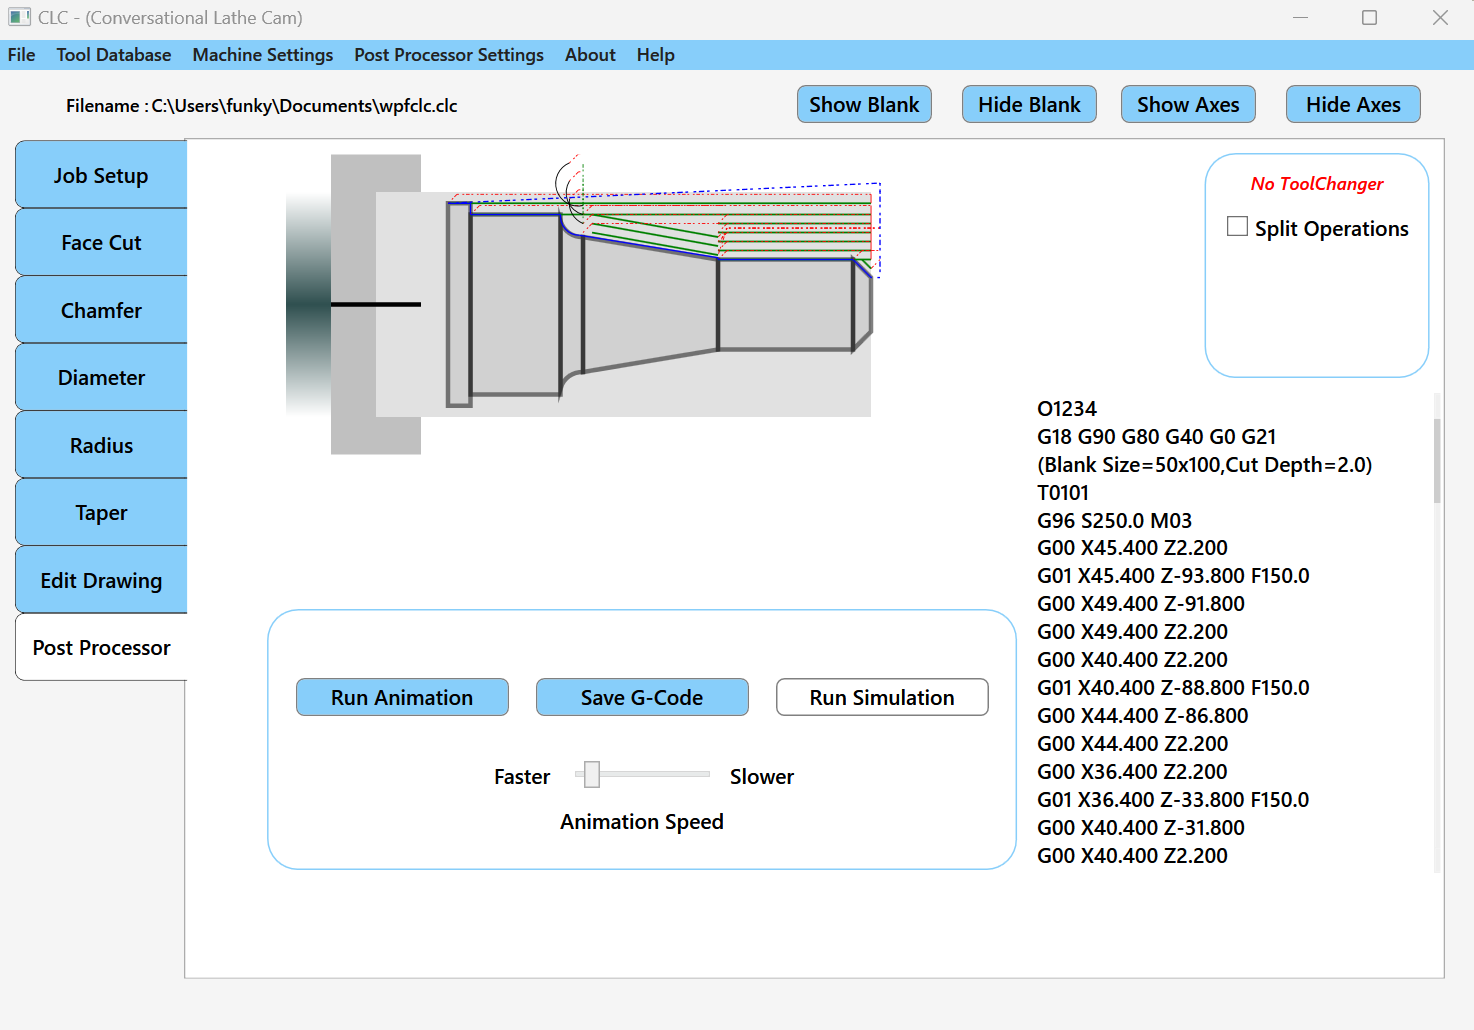 CLC - (Conversational Lathe Cam)
File Tool Database Machine Settings Post Processor Settings About Help
Filename : C:\Users\funky\Documents\wpfclc.clc
Show Blank Hide Blank Show Axes Hide Axes
Job Setup
Face Cut
Chamfer
Diameter
Radius
Taper
Edit Drawing
Post Processor
No ToolChanger
Split Operations
O1234
G18 G90 G80 G40 G0 G21
(Blank Size=50x100,Cut Depth=2.0)
T0101
G96 S250.0 M03
G00 X45.400 Z2.200
G01 X45.400 Z-93.800 F150.0
G00 X49.400 Z-91.800
G00 X49.400 Z2.200
G00 X40.400 Z2.200
G01 X40.400 Z-88.800 F150.0
G00 X44.400 Z-86.800
G00 X44.400 Z2.200
G00 X36.400 Z2.200
G01 X36.400 Z-33.800 F150.0
G00 X40.400 Z-31.800
G00 X40.400 Z2.200
Run Animation Save G-Code Run Simulation
Faster Slower
Animation Speed